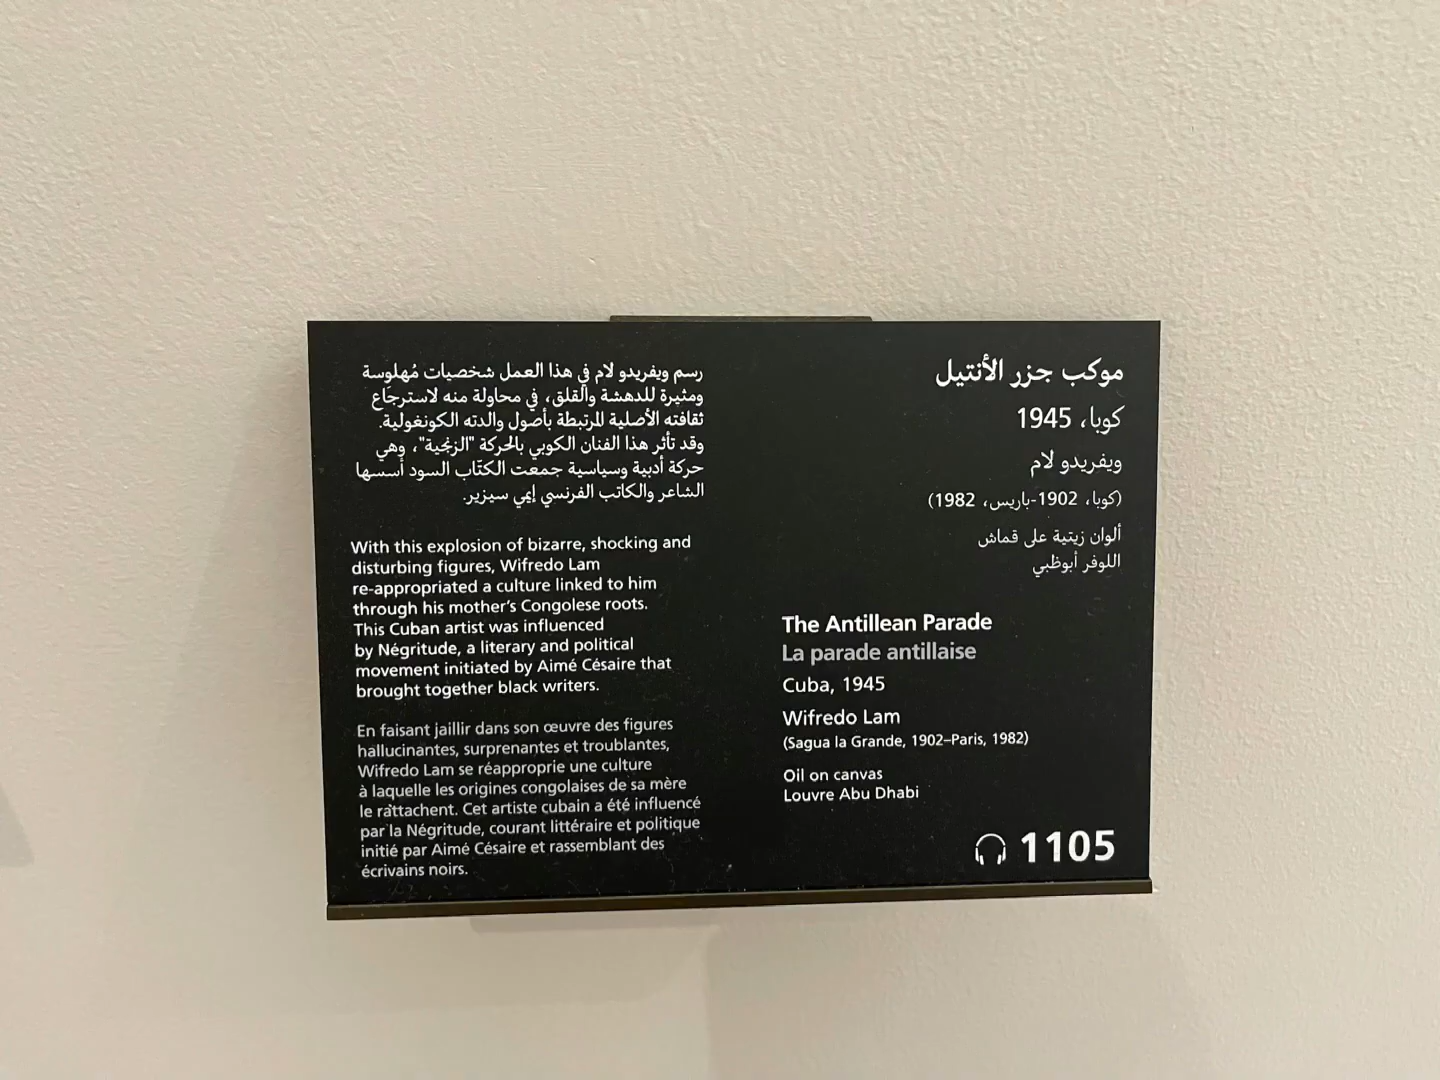 رسم ويفريدو لام في هذا العمل شخصيات مُهلوسة
ومثيرة للدهشة والقلق، في محاولة منه لاسترجَاع
ثقافته الأصلية المرتبطة بأصول والدته الكونغولية.
وقد تأثر هذا الفنان الكوبي بالحركة "الزنجية"، وهي
حركة أدبية وسياسية جمعت الكتّاب السود أسسها
الشاعر والكاتب الفرنسي إيمي سيزير.
With this explosion of bizarre, shocking and
disturbing figures, Wifredo Lam
re-appropriated a culture linked to him
through his mother's Congolese roots.
This Cuban artist was influenced
by Négritude, a literary and political
movement initiated by Aimé Césaire that
brought together black writers.
En faisant jaillir dans son œuvre des figures
hallucinantes, surprenantes et troublantes,
Wifredo Lam se réapproprie une culture
à laquelle les origines congolaises de sa mère
le rattachent. Cet artiste cubain a été influencé
par la Négritude, courant littéraire et politique
initié par Aimé Césaire et rassemblant des
écrivains noirs.
موكب جزر الأنتيل
كوبا، 1945
ويفريدو لام
(كوبا، 1902-باريس، 1982)
ألوان زيتية على قماش
اللوفر أبوظبي
The Antillean Parade
La parade antillaise
Cuba, 1945
Wifredo Lam
(Sagua la Grande, 1902–Paris, 1982)
Oil on canvas
Louvre Abu Dhabi
1105